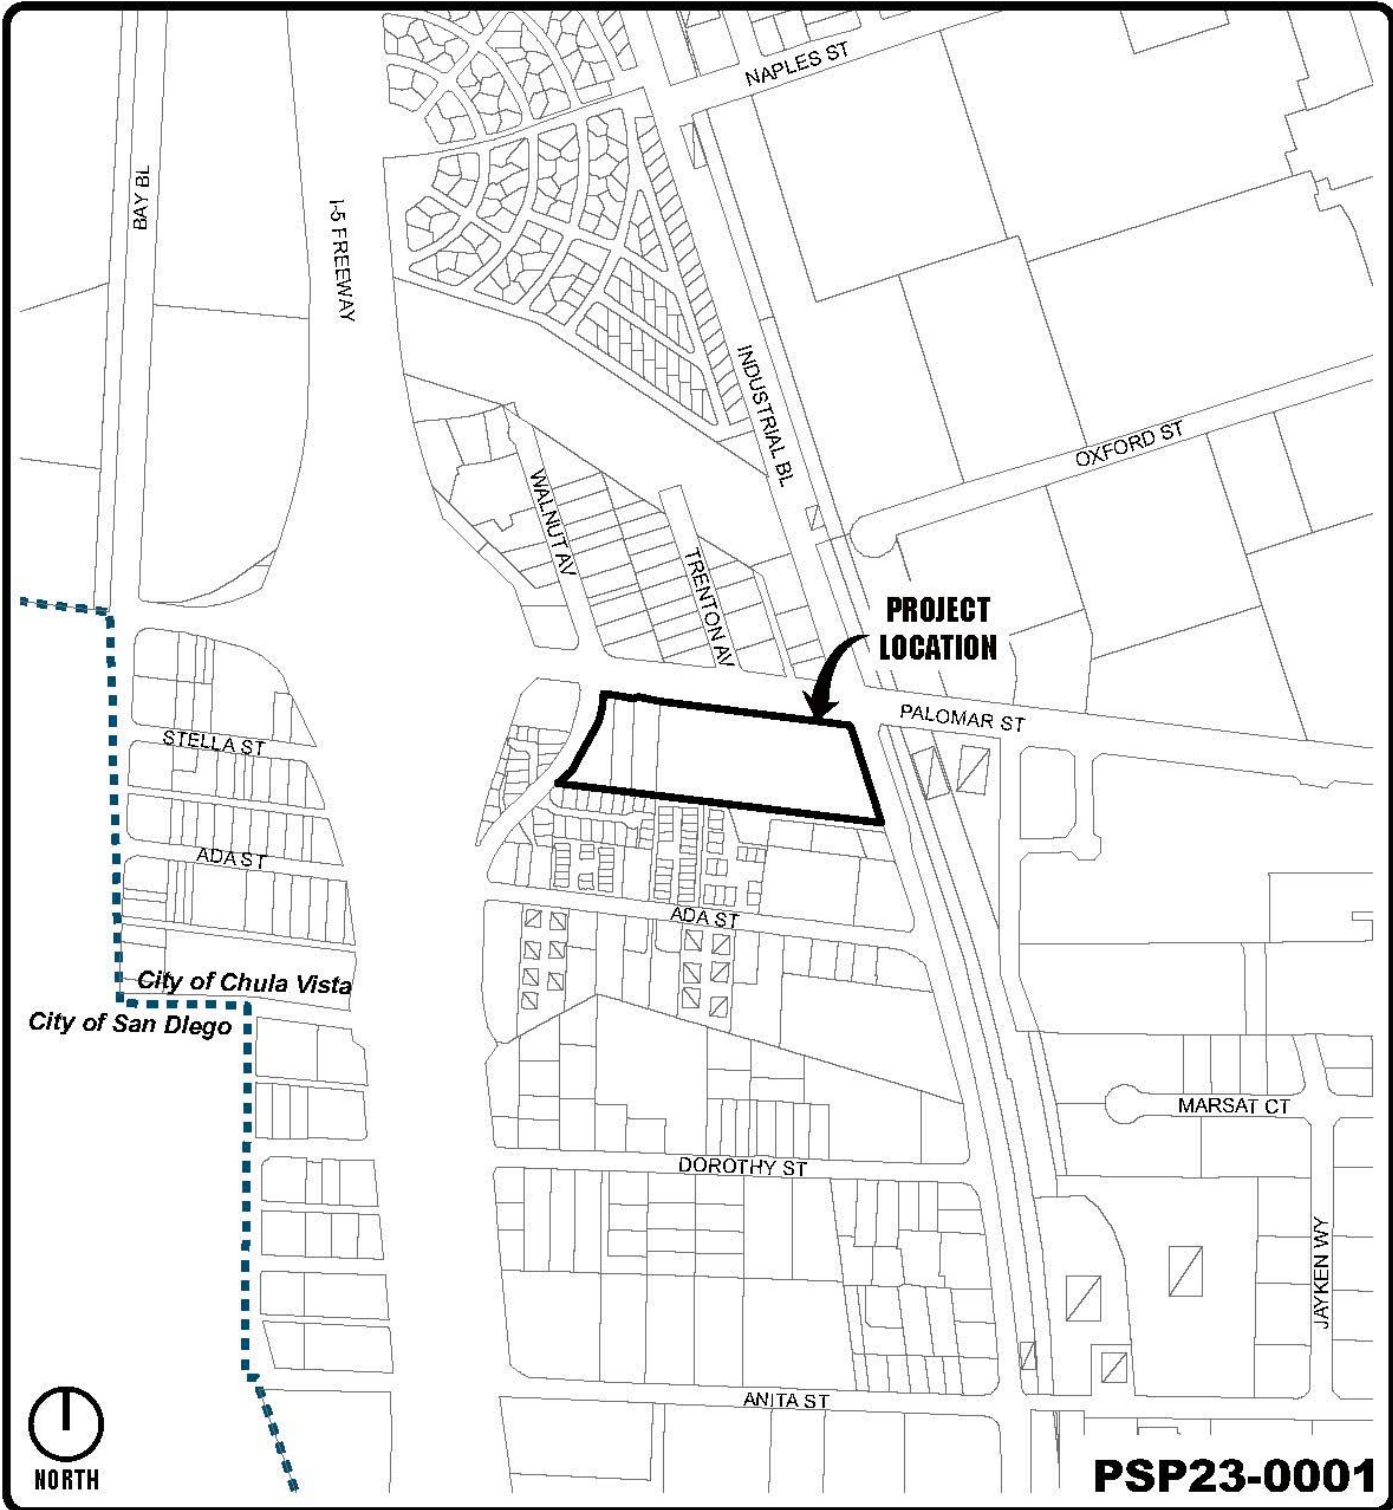 NAPLES ST
BAY BL
I-5 FREEWAY
INDUSTRIAL BL
OXFORD ST
WALNUT AV
TRENTON AV
PROJECT
LOCATION
PALOMAR ST
STELLA ST
ADA ST
ADA ST
City of Chula Vista
City of San DIego
MARSAT CT
DOROTHY ST
JAYKEN WY
ANITA ST
NORTH
PSP23-0001